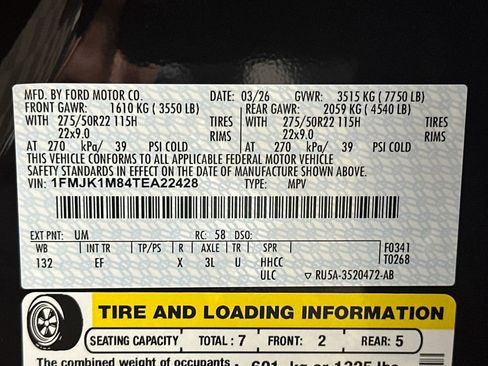 MFD. BY FORD MOTOR CO. DATE: 03/26 GVWR: 3515 KG ( 7750 LB)
FRONT GAWR: 1610 KG ( 3550 LB) REAR GAWR: 2059 KG ( 4540 LB)
WITH 275/50R22 115H TIRES WITH 275/50R22 115H TIRES
22x9.0 RIMS 22x9.0 RIMS
AT 270 kPa/ 39 PSI COLD AT 270 kPa/ 39 PSI COLD
THIS VEHICLE CONFORMS TO ALL APPLICABLE FEDERAL MOTOR VEHICLE
SAFETY STANDARDS IN EFFECT ON THE DATE OF MANUFACTURE SHOWN ABOVE.
VIN: 1FMJK1M84TEA22428 TYPE: MPV
EXT PNT: UM RC: 58 DSO:
WB INT TR TP/PS R AXLE TR SPR F0341
132 EF X 3L U HHCC T0268
ULC RU5A-3520472-AB
TIRE AND LOADING INFORMATION
SEATING CAPACITY TOTAL : 7 FRONT: 2 REAR: 5
The combined weight of occupants 601 kg or 1325 lbs